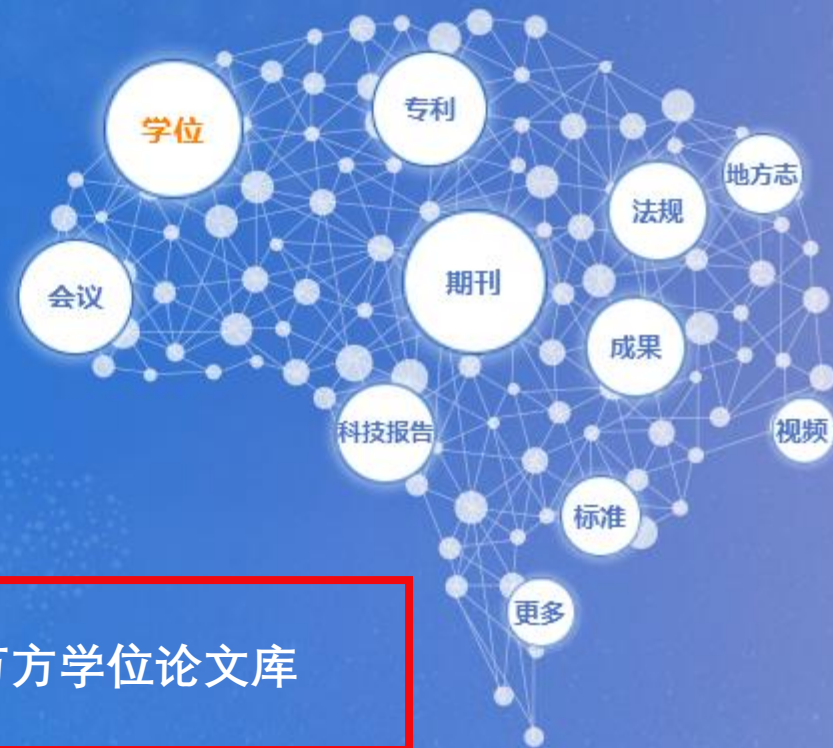 学位
专利
地方志
法规
会议
期刊
成果
科技报告
视频
标准
更多
万方学位论文库